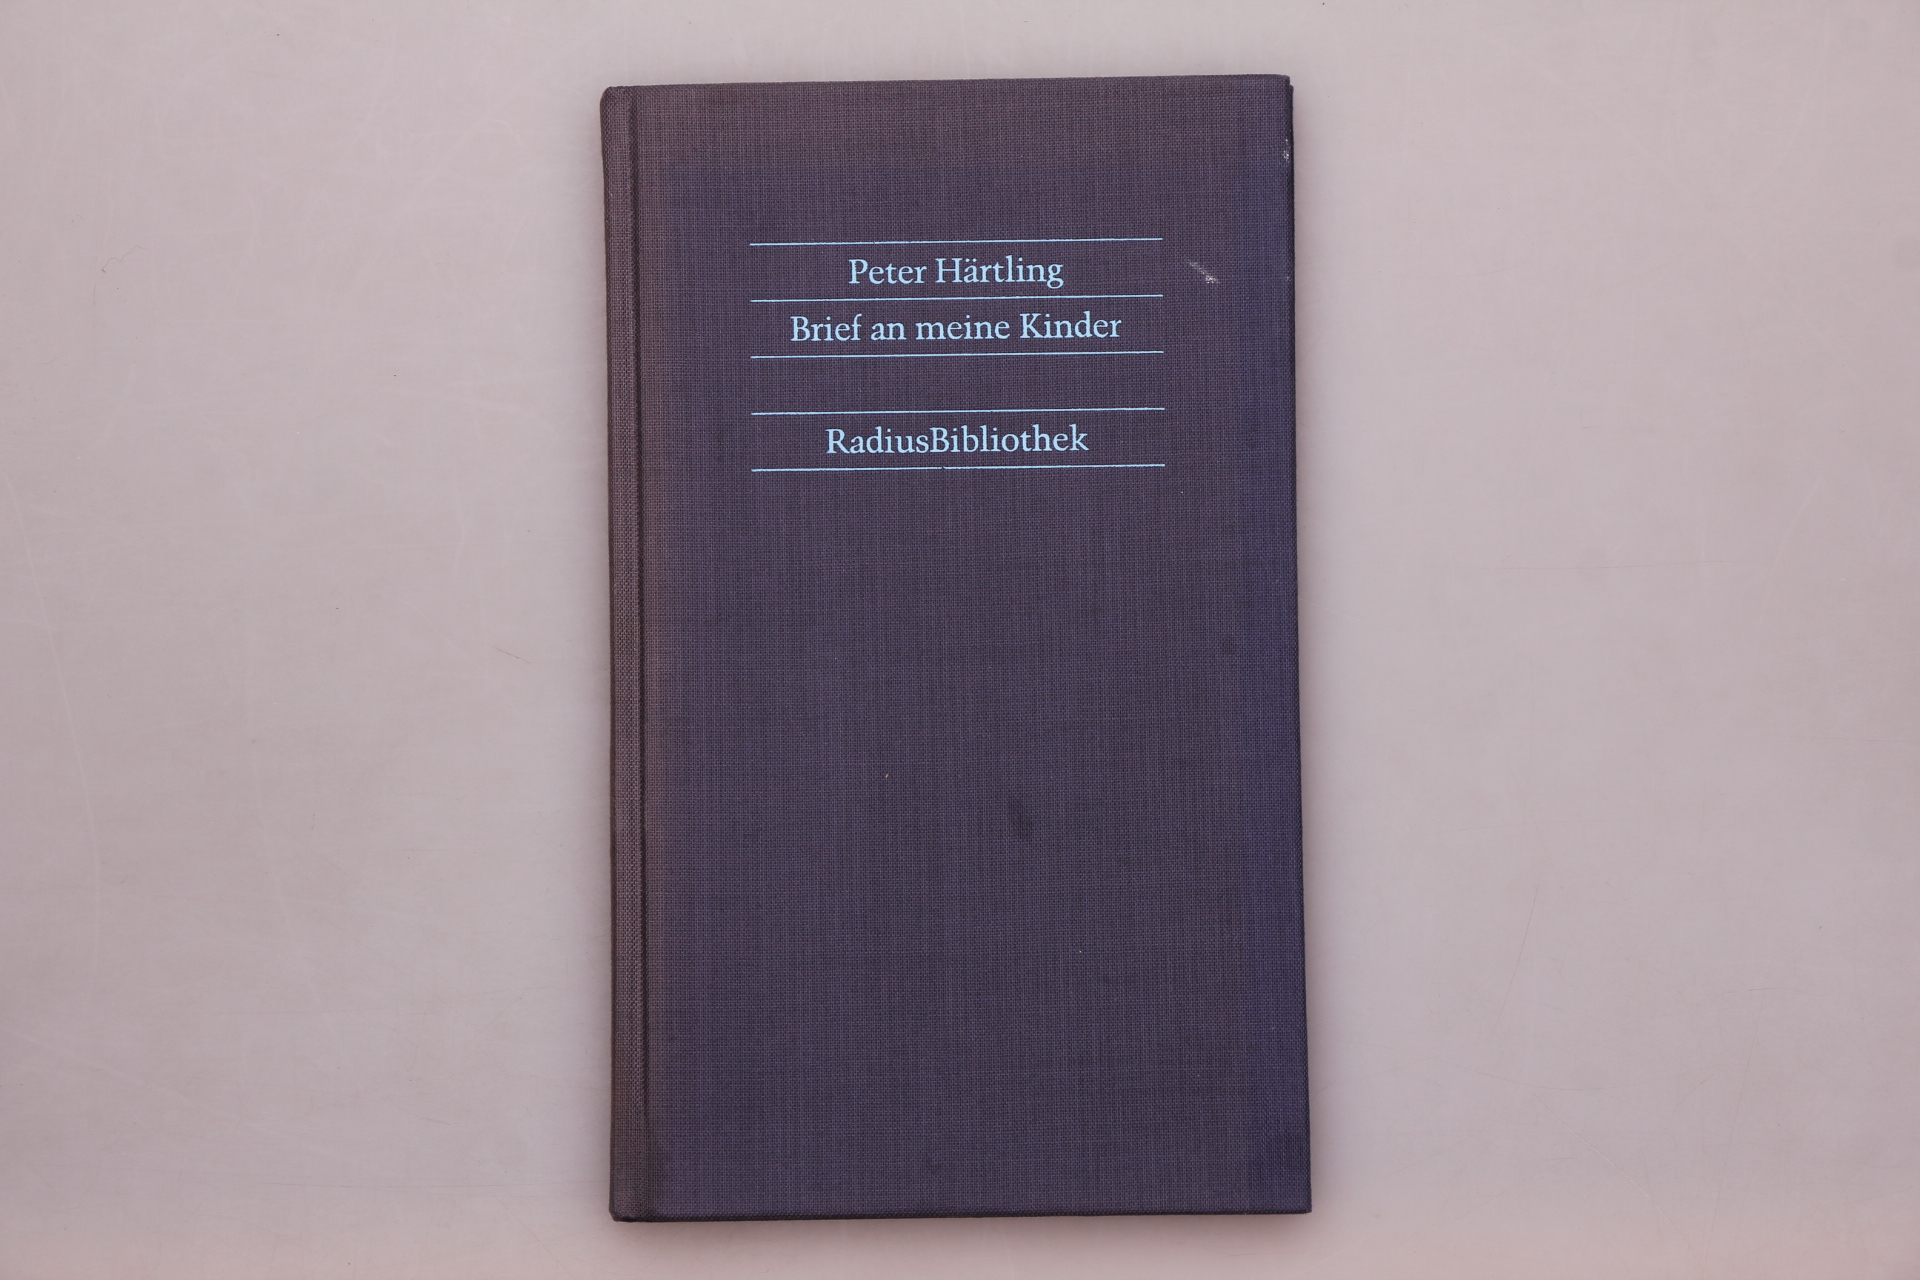 Peter Härtling
Brief an meine Kinder
RadiusBibliothek